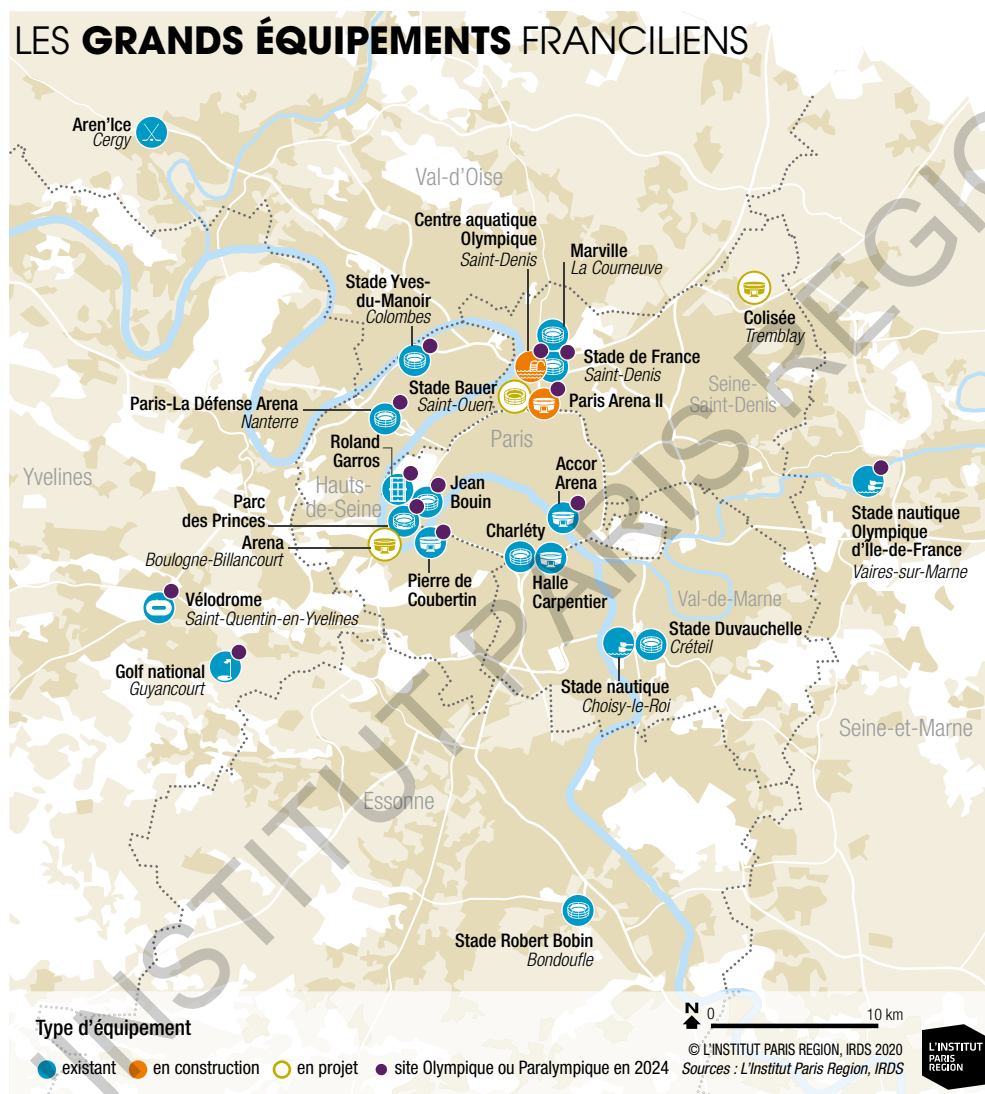 LES GRANDS ÉQUIPEMENTS FRANCILIENS
Aren'Ice
Cergy
Val-d'Oise
Centre aquatique
Olympique
Saint-Denis
Marville
La Courneuve
Stade Yves-
du-Manoir
Colombes
Colisée
Tremblay
Stade de France
Saint-Denis
Stade Bauer
Saint-Ouen
Paris Arena II
Seine-
Saint-Denis
Paris-La Défense Arena
Nanterre
Paris
Roland
Garros
Yvelines
Hauts-
de-Seine
Jean
Bouin
Accor
Arena
Parc
des Princes
Stade nautique
Olympique
d'Île-de-France
Vaires-sur-Marne
Arena
Boulogne-Billancourt
Charléty
Pierre de
Coubertin
Halle
Carpentier
Vélodrome
Saint-Quentin-en-Yvelines
Val-de-Marne
Stade Duvauchelle
Créteil
Golf national
Guyancourt
Stade nautique
Choisy-le-Roi
Seine-et-Marne
Essonne
Stade Robert Bobin
Bondoufle
INSTITUT PARIS REGIO
Type d'équipement
existant
en construction
en projet
site Olympique ou Paralympique en 2024
N
0
10 km
© L'INSTITUT PARIS REGION, IRDS 2020
Sources : L'Institut Paris Region, IRDS
L'INSTITUT
PARIS
REGION